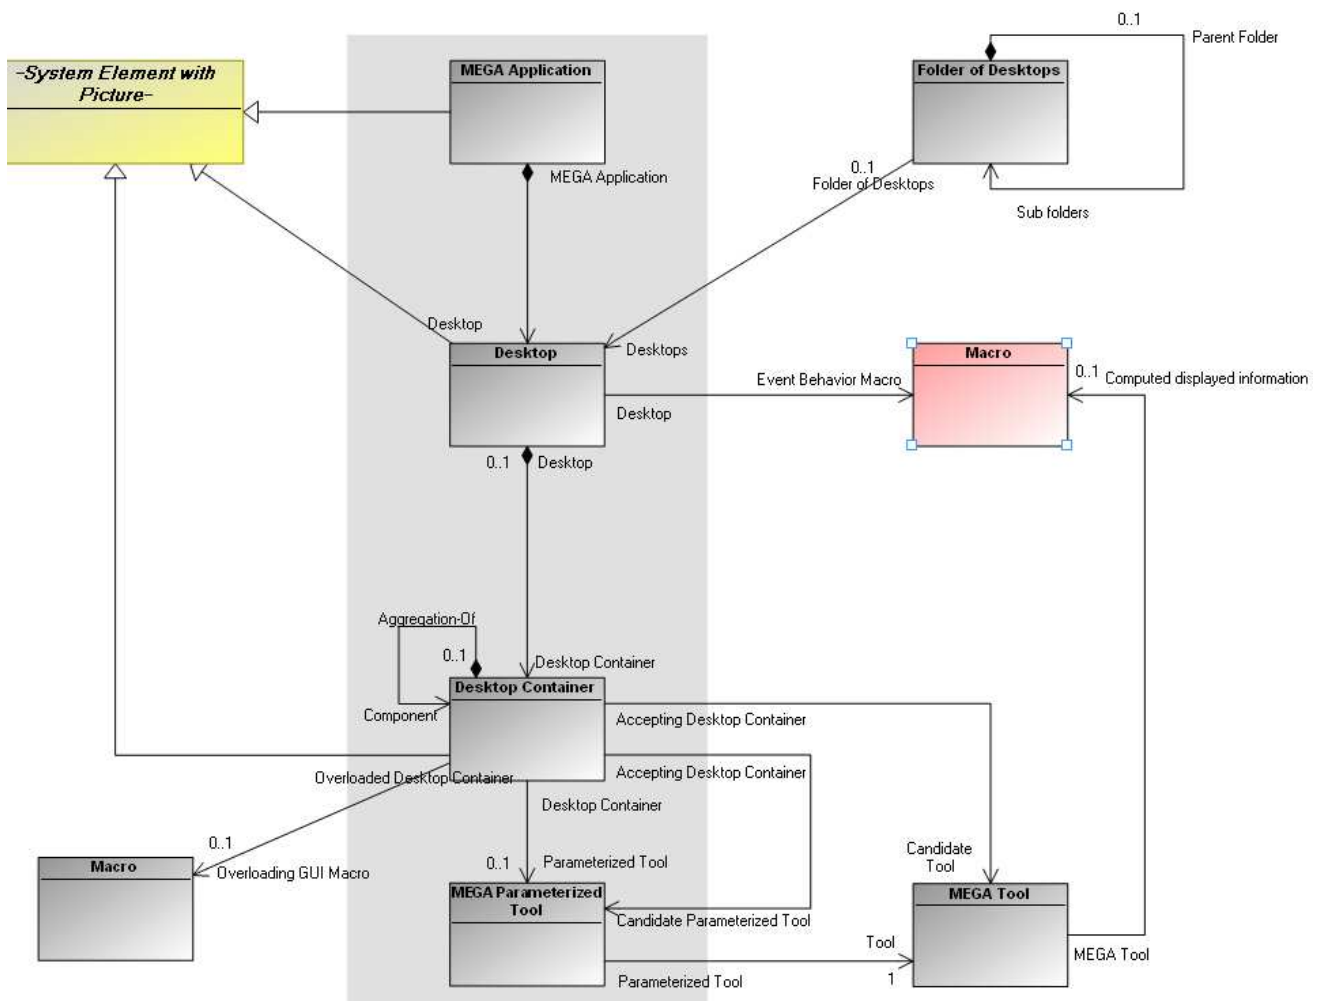 0..1
Parent Folder
-System Element with
Picture-
MEGA Application
Folder of Desktops
MEGA Application
0..1
Folder of Desktops
Sub folders
Desktop
Desktop
Desktops
Macro
Event Behavior Macro
0..1
Computed displayed information
Desktop
0..1
Desktop
Aggregation-Of
0..1
Desktop Container
Desktop Container
Component
Accepting Desktop Container
Overloaded Desktop Container
Accepting Desktop Container
Desktop Container
0..1
Macro
Overloading GUI Macro
0..1
Parameterized Tool
Candidate
Tool
MEGA Parameterized
Tool
MEGA Tool
Candidate Parameterized Tool
Tool
MEGA Tool
Parameterized Tool
1